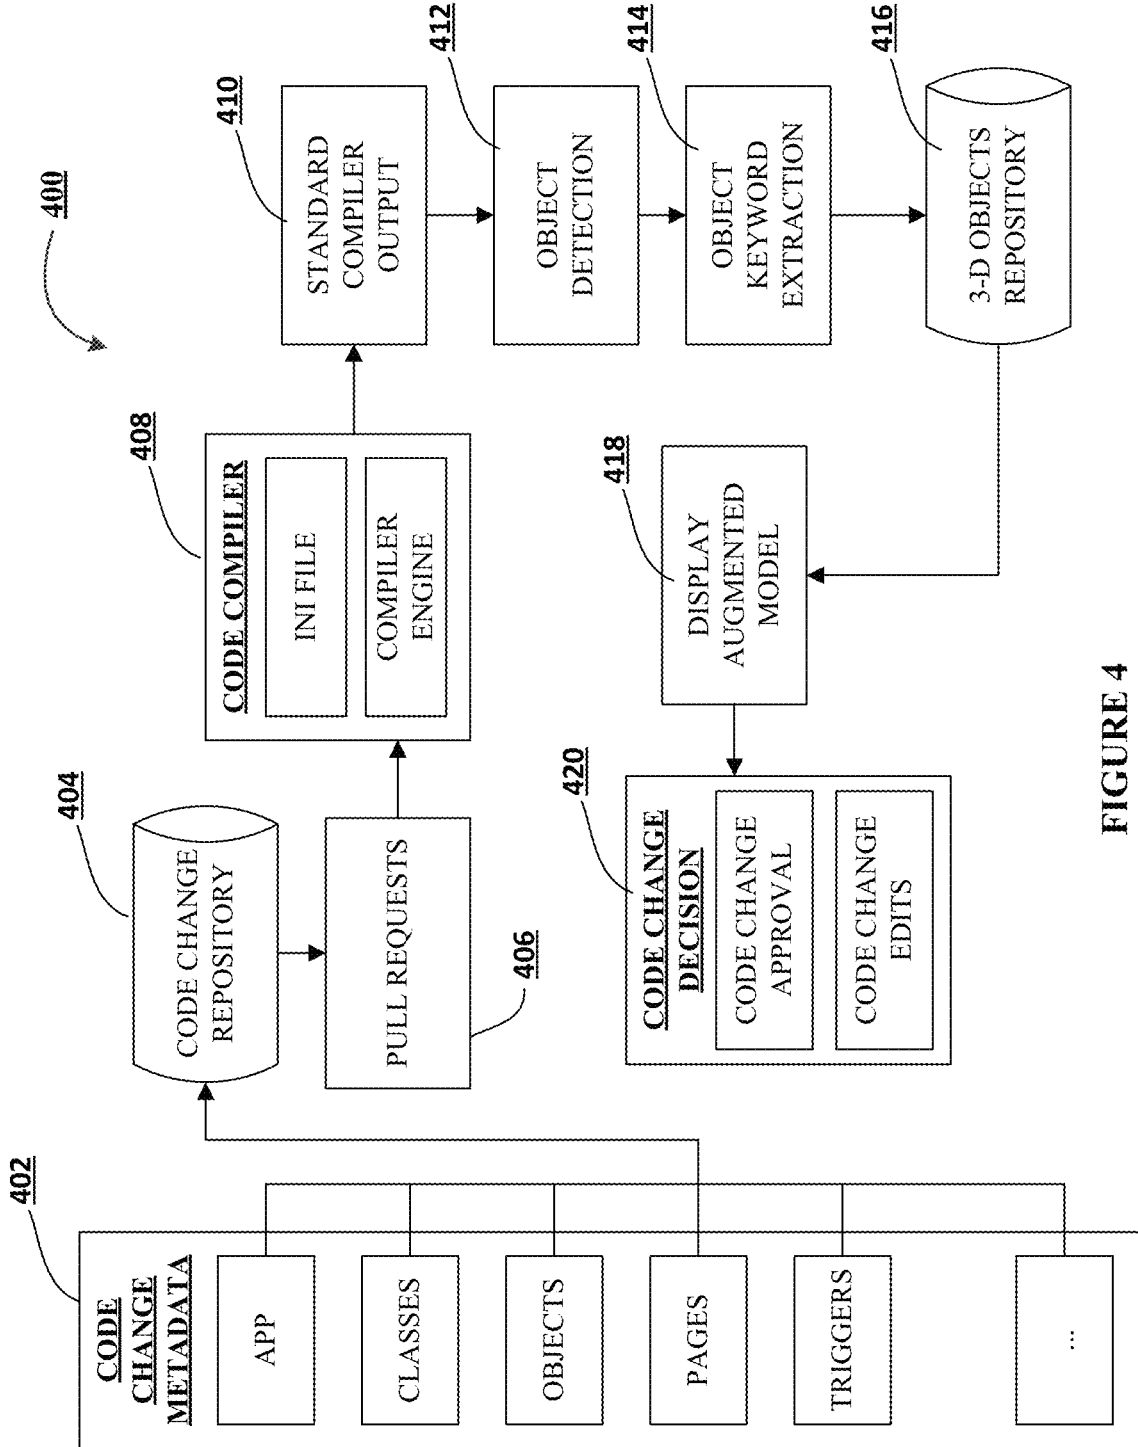 400
402
CODE
CHANGE
METADATA
APP
CLASSES
OBJECTS
PAGES
TRIGGERS
...
404
CODE CHANGE
REPOSITORY
PULL REQUESTS
406
408
CODE COMPILER
INI FILE
COMPILER
ENGINE
410
STANDARD
COMPILER
OUTPUT
412
OBJECT
DETECTION
414
OBJECT
KEYWORD
EXTRACTION
416
3-D OBJECTS
REPOSITORY
418
DISPLAY
AUGMENTED
MODEL
420
CODE CHANGE
DECISION
CODE CHANGE
APPROVAL
CODE CHANGE
EDITS
FIGURE 4